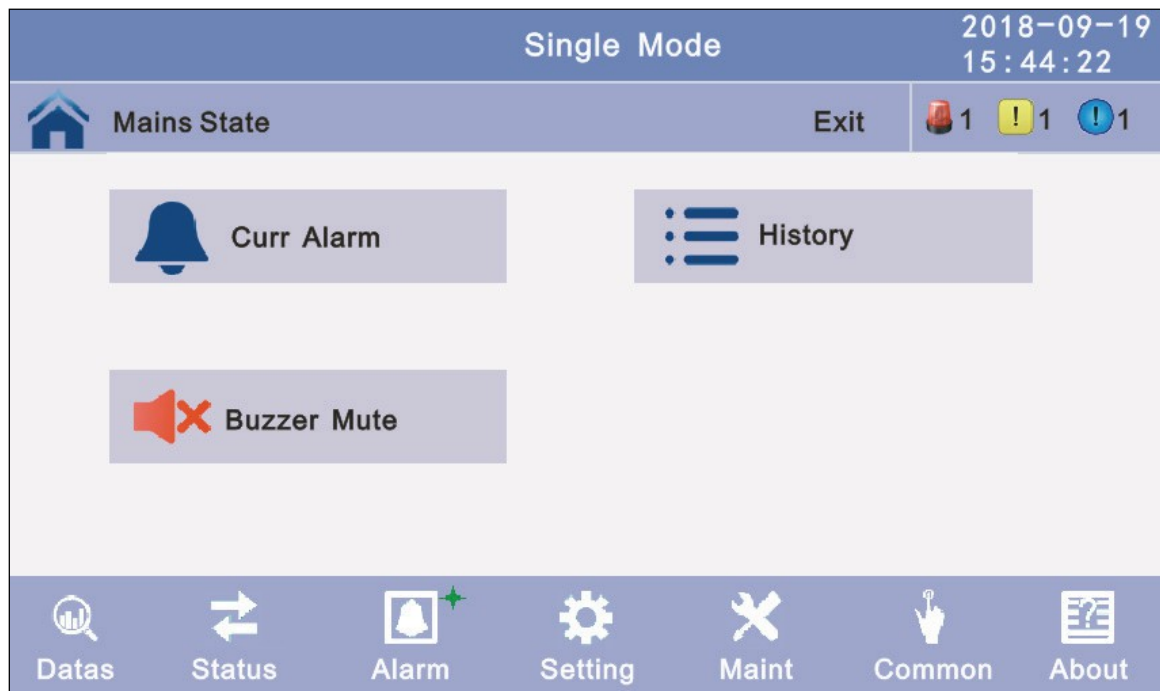 Single Mode
2018-09-19
15:44:22
Mains State
Exit
1
! 1
! 1
Curr Alarm
History
Buzzer Mute
?
Datas
Status
Alarm
Setting
Maint
Common
About